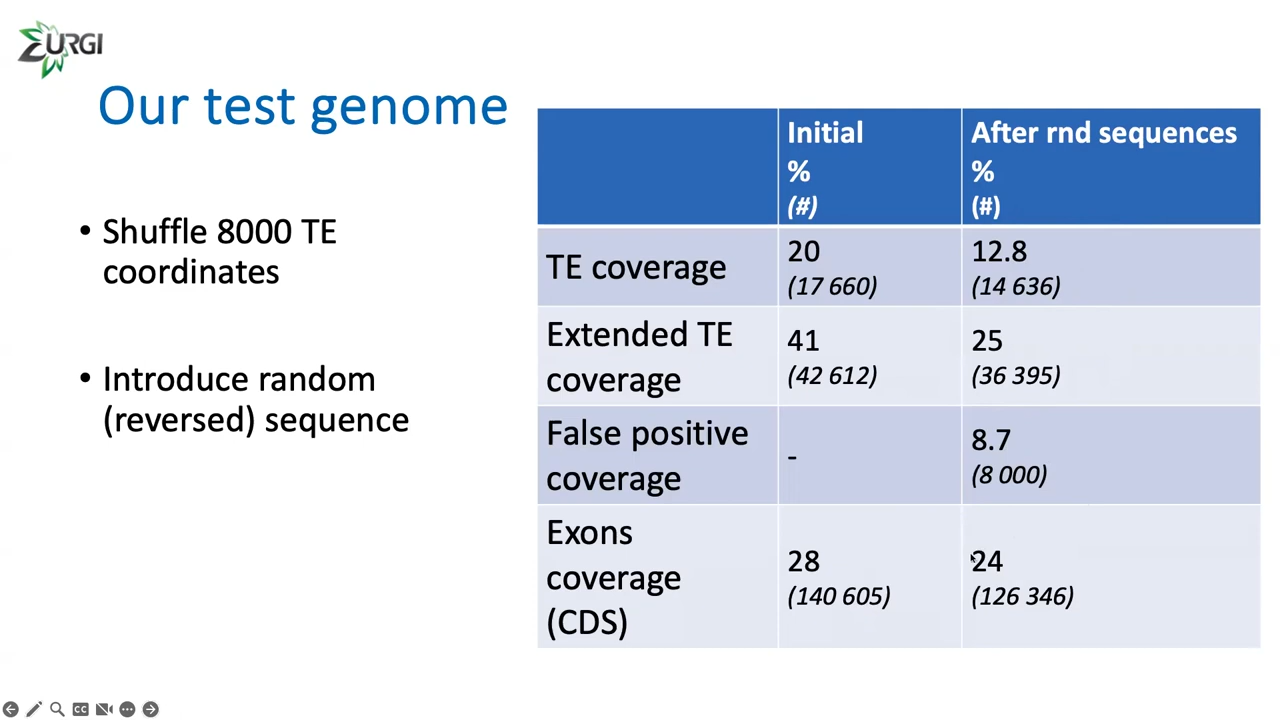 URGI
Our test genome
• Shuffle 8000 TE
coordinates
• Introduce random
(reversed) sequence
Initial
%
(#)
After rnd sequences
%
(#)
TE coverage
20
(17 660)
12.8
(14 636)
Extended TE
coverage
41
(42 612)
25
(36 395)
False positive
coverage
-
8.7
(8 000)
Exons
coverage
(CDS)
28
(140 605)
24
(126 346)
CC